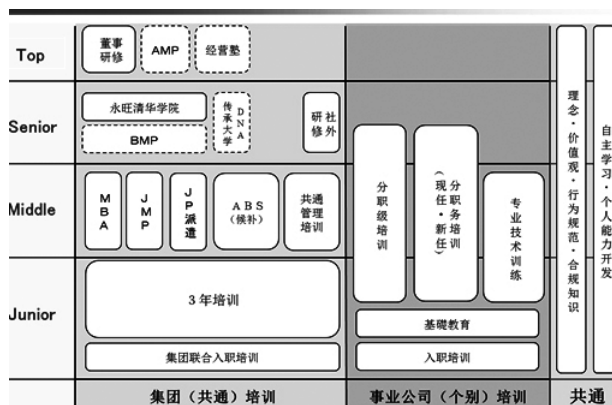 Top
董事
研修
AMP
经营塾
Senior
永旺清华学院
BMP
传承大学
DNA
社外
研修
Middle
MBA
JMP
JP派遣
ABS
(候补)
共通
管理
培训
Junior
3年培训
集团联合入职培训
分职级培训
分职务培训
(现任·新任)
专业技术训练
基礎教育
入职培训
理念·价值观·行为规范·合规知识
自主学习·个人能力开发
集团（共通）培训
事业公司（个别）培训
共通